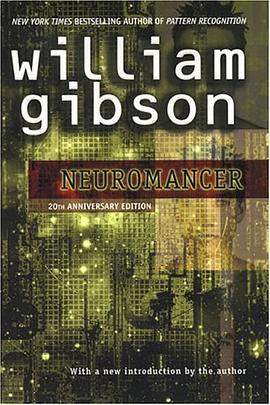 NEW YORK TIMES BESTSELLING AUTHOR OF PATTERN RECOGNITION
william
gibson
NEUROMANCER
20TH ANNIVERSARY EDITION
With a new introduction by the author